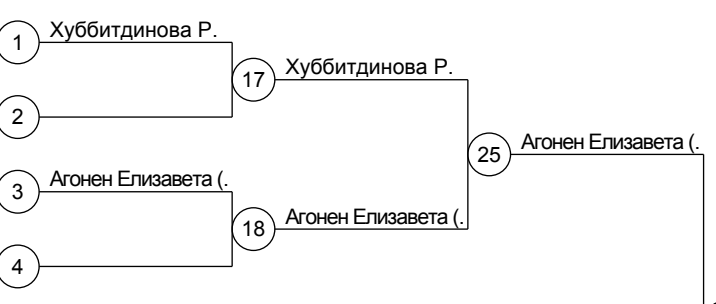 1 Хуббитдинова Р.
17 Хуббитдинова Р.
2
25 Агонен Елизавета (.
3 Агонен Елизавета (.
18 Агонен Елизавета (.
4